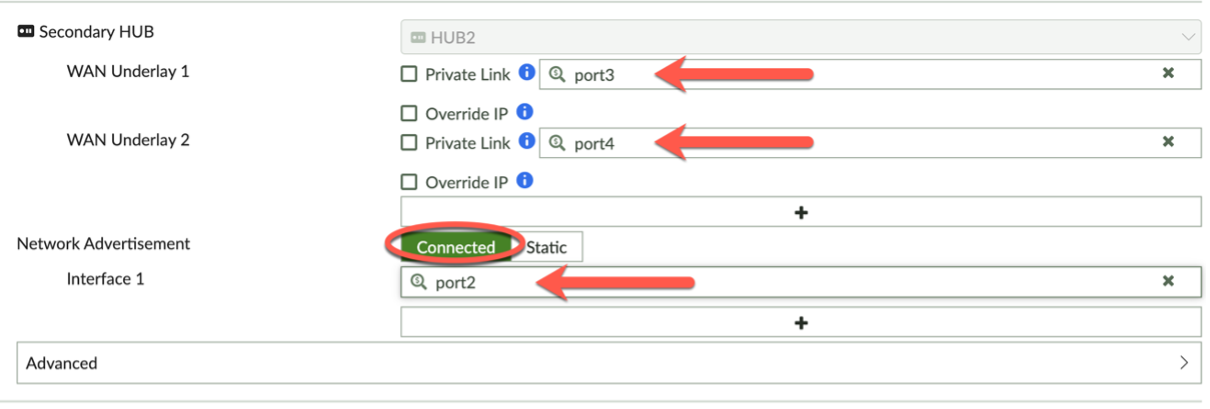 Secondary HUB
HUB2
WAN Underlay 1
Private Link
port3
Override IP
WAN Underlay 2
Private Link
port4
Override IP
Network Advertisement
Connected
Static
Interface 1
port2
Advanced